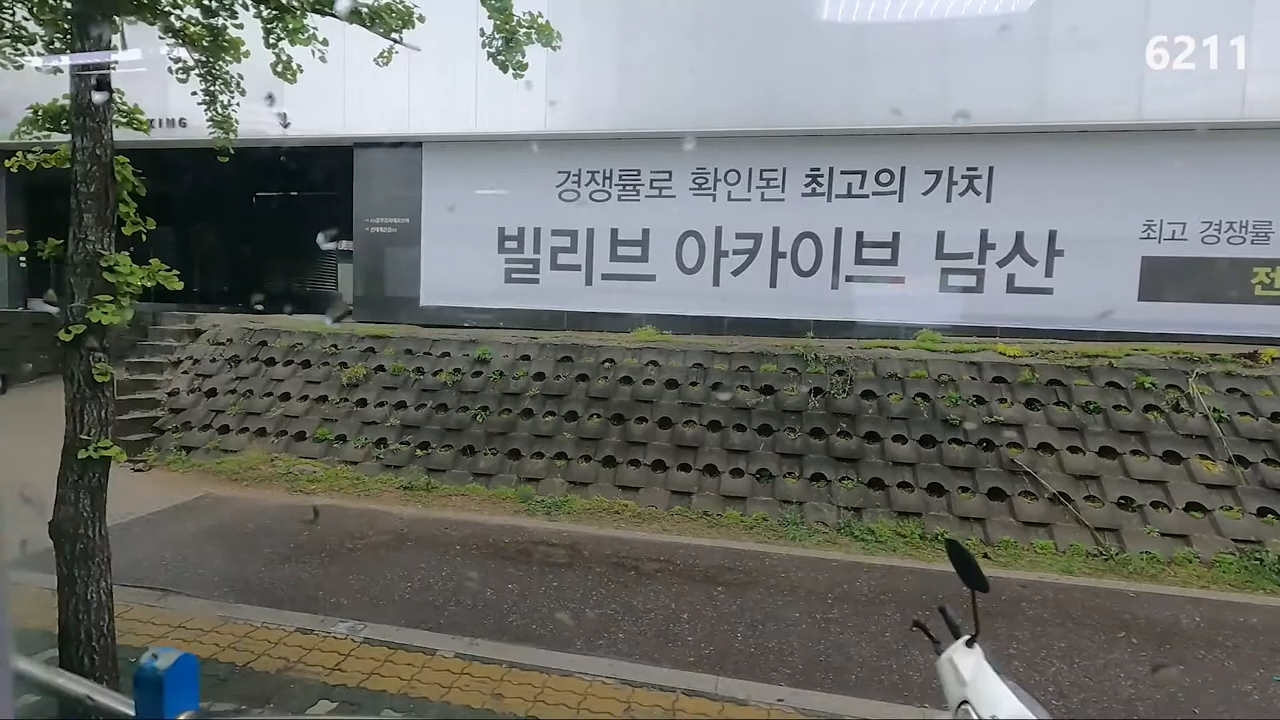 6211
경쟁률로 확인된 최고의 가치
빌리브 아카이브 남산
최고 경쟁률
전